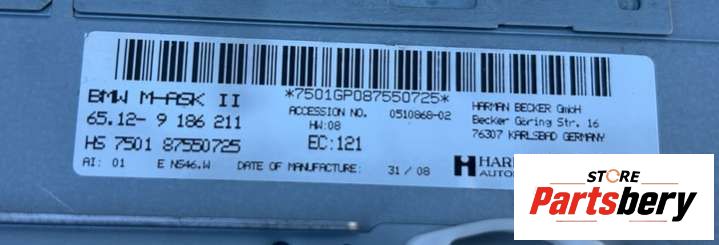 BMW M-ASK II
65.12- 9 186 211
HS 7501 87550725
AI: 01 E NS46.W DATE OF MANUFACTURE: 31 / 08
*7501GP087550725*
ACCESSION NO. 0510868-02
HW:08
EC:121
HARMAN BECKER GmbH
Becker Göring Str. 16
76307 KARLSBAD GERMANY
STORE
Partsbery